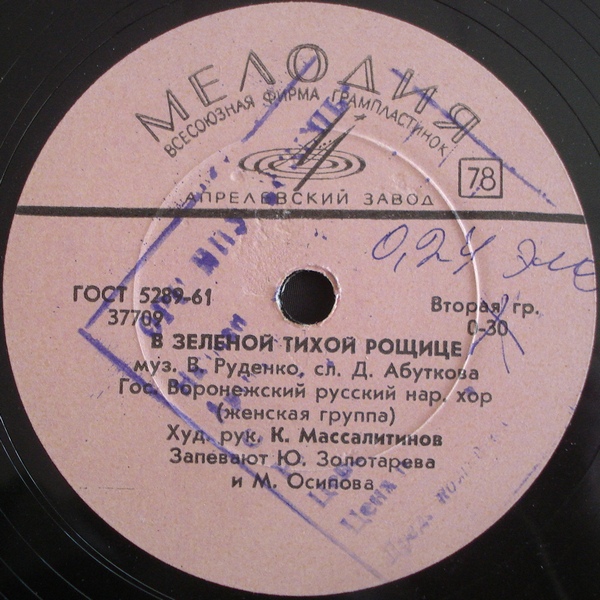 МЕЛОДИЯ
ВСЕСОЮЗНАЯ ФИРМА ГРАМПЛАСТИНОК
78
АПРЕЛЕВСКИЙ ЗАВОД
0,24
ГОСТ 5289-61
37709
Вторая гр.
0-30
В ЗЕЛЕНОЙ ТИХОЙ РОЩИЦЕ
муз. В. Руденко, сл. Д. Абуткова
Гос. Воронежский русский нар. хор
(женская группа)
Худ. рук. К. Массалитинов
Запевают Ю. Золотарева
и М. Осипова
Цена